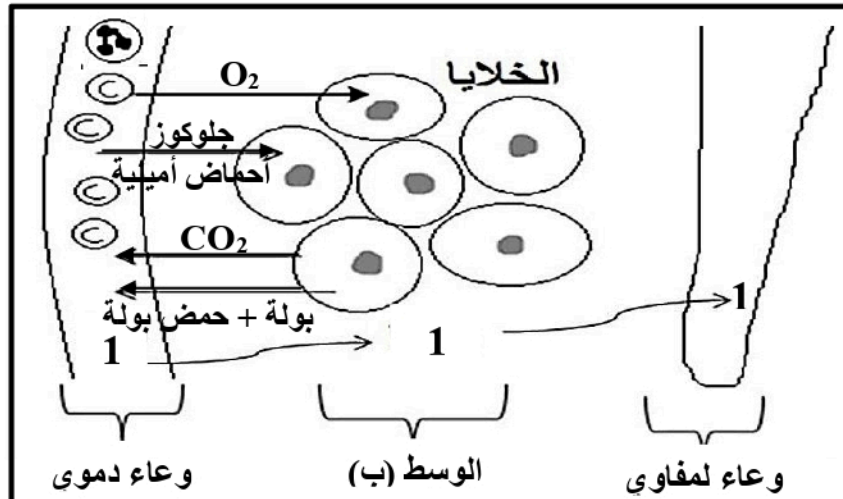 الخلايا
O₂
جلوكوز
أحماض أمينية
CO₂
بولة + حمض بولة
1
1
1
وعاء دموي
الوسط (ب)
وعاء لمفاوي